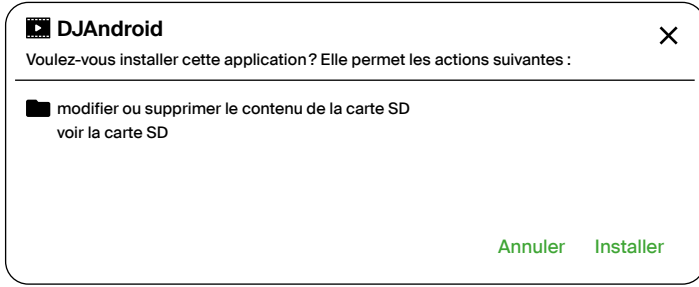 DJAndroid
Voulez-vous installer cette application ? Elle permet les actions suivantes :
modifier ou supprimer le contenu de la carte SD
voir la carte SD
Annuler Installer